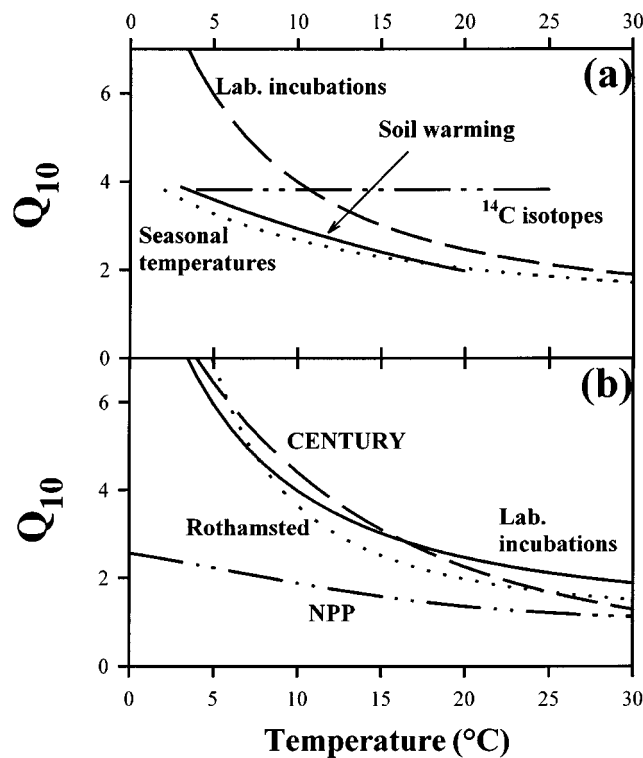 0 5 10 15 20 25 30
(a)
6
Lab. incubations
Soil warming
4
Q10
14C isotopes
Seasonal
temperatures
2
0
(b)
6
CENTURY
4
Q10
Rothamsted
Lab.
incubations
2
NPP
0
0 5 10 15 20 25 30
Temperature (°C)